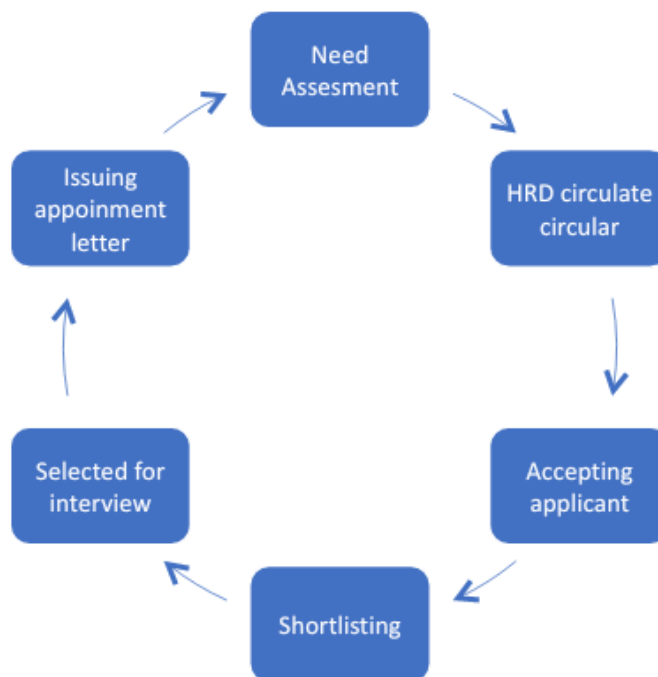 Need
Assesment
HRD circulate
circular
Accepting
applicant
Shortlisting
Selected for
interview
Issuing
appoinment
letter